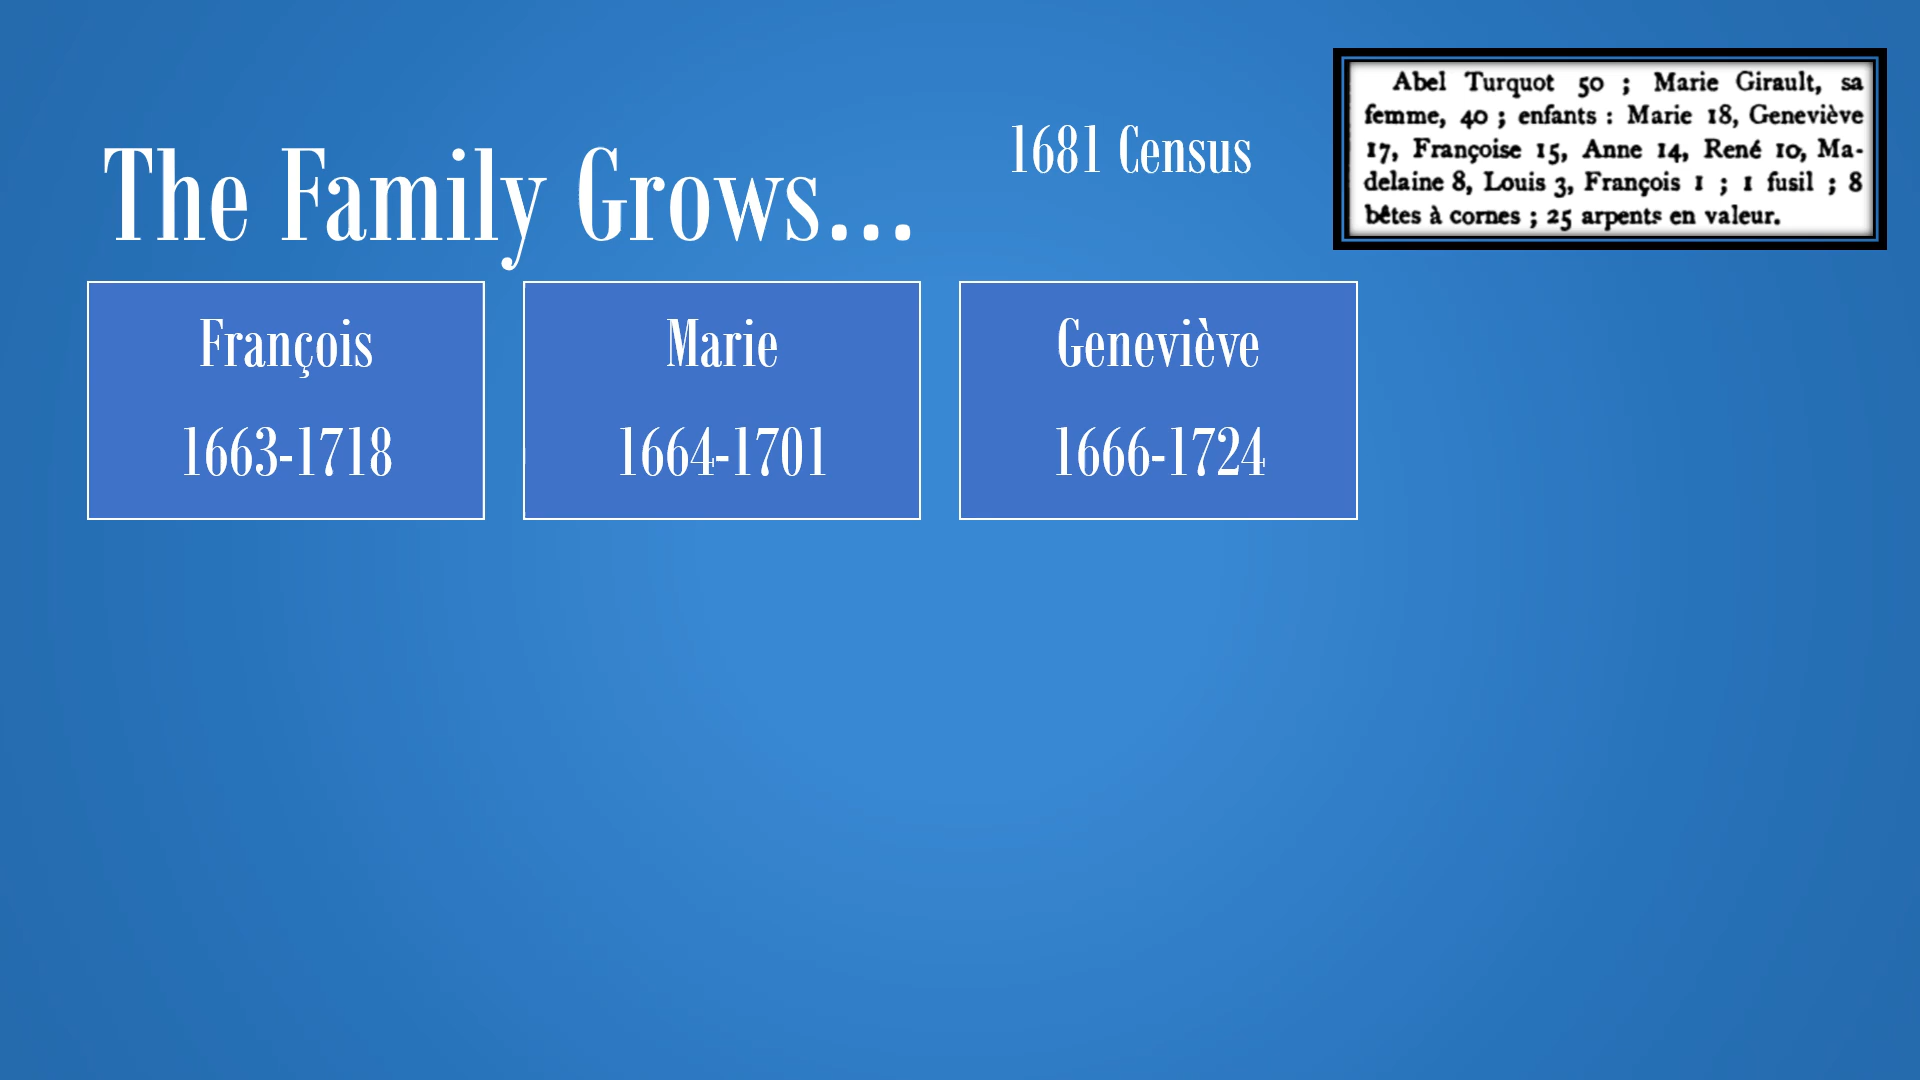 The Family Grows...
1681 Census
Abel Turquot 50 ; Marie Girault, sa
femme, 40 ; enfants : Marie 18, Geneviève
17, Françoise 15, Anne 14, René 10, Ma-
delaine 8, Louis 3, François 1 ; 1 fusil ; 8
bêtes à cornes ; 25 arpents en valeur.
François
1663-1718
Marie
1664-1701
Geneviève
1666-1724